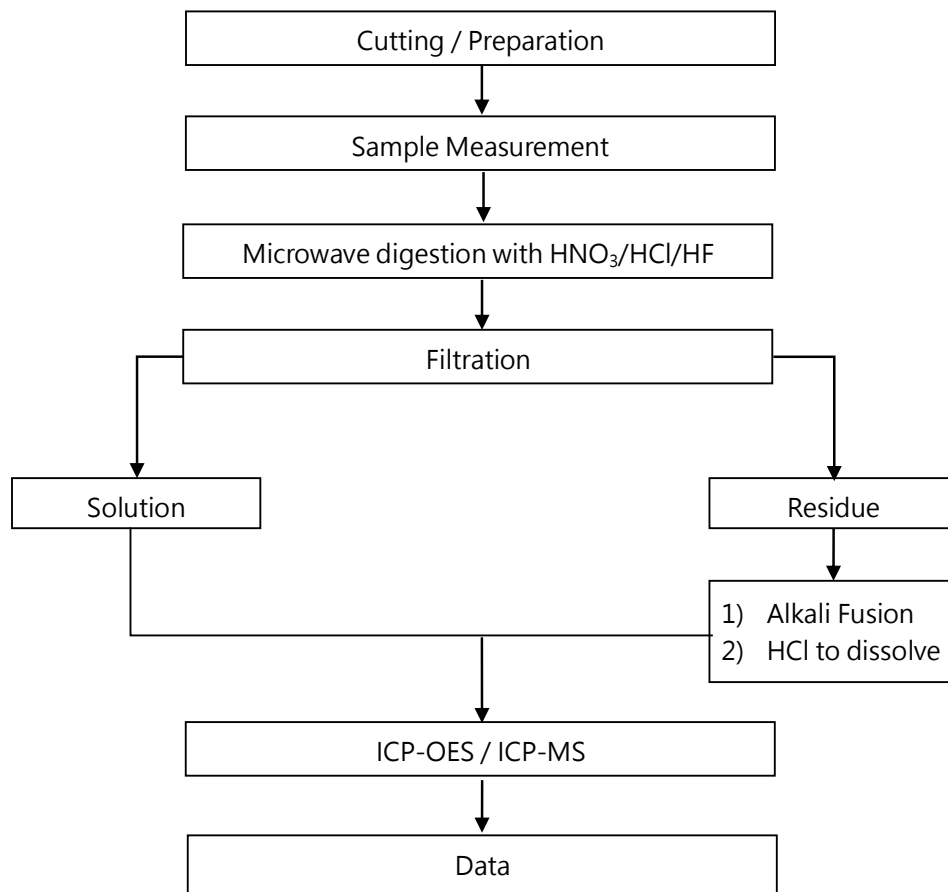 Cutting / Preparation
Sample Measurement
Microwave digestion with HNO₃/HCl/HF
Filtration
Solution
Residue
1) Alkali Fusion
2) HCl to dissolve
ICP-OES / ICP-MS
Data